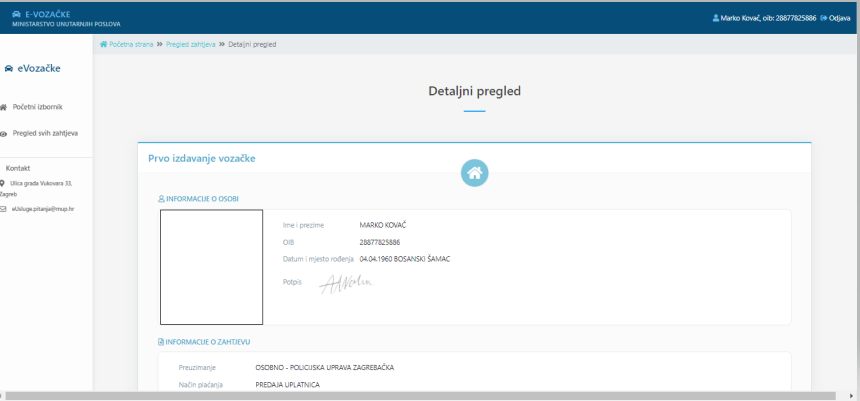 E-VOZAČKE
MINISTARSTVO UNUTARNJIH POSLOVA
Marko Kovač, oib: 28877825886 Odjava
Početna strana » Pregled zahtjeva » Detaljni pregled
eVozačke
Početni izbornik
Pregled svih zahtjeva
Kontakt
Ulica grada Vukovara 33,
Zagreb
eUsluge.pitanja@mup.hr
Detaljni pregled
Prvo izdavanje vozačke
INFORMACIJE O OSOBI
Ime i prezime MARKO KOVAČ
OIB 28877825886
Datum i mjesto rođenja 04.04.1960 BOSANSKI ŠAMAC
Potpis
INFORMACIJE O ZAHTJEVU
Preuzimanje OSOBNO - POLICIJSKA UPRAVA ZAGREBAČKA
Način plaćanja PREDAJA UPLATNICA